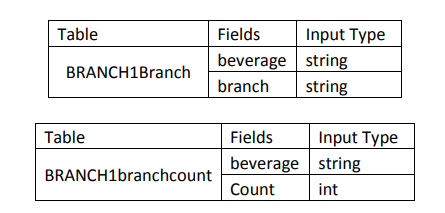 Table Fields Input Type
BRANCH1Branch beverage string
branch string
Table Fields Input Type
BRANCH1branchcount beverage string
Count int